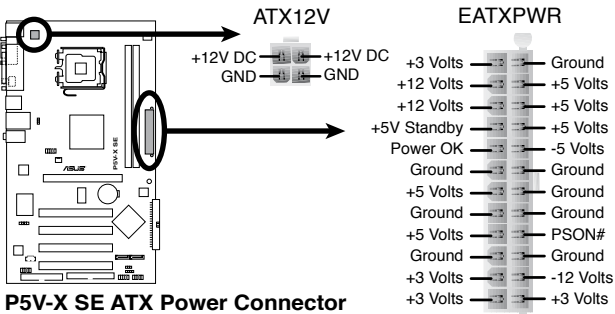 ATX12V
+12V DC +12V DC
GND GND
EATXPWR
+3 Volts Ground
+12 Volts +5 Volts
+12 Volts +5 Volts
+5V Standby +5 Volts
Power OK -5 Volts
Ground Ground
+5 Volts Ground
Ground Ground
+5 Volts PSON#
Ground Ground
+3 Volts -12 Volts
+3 Volts +3 Volts
P5V-X SE
ASUS
P5V-X SE ATX Power Connector